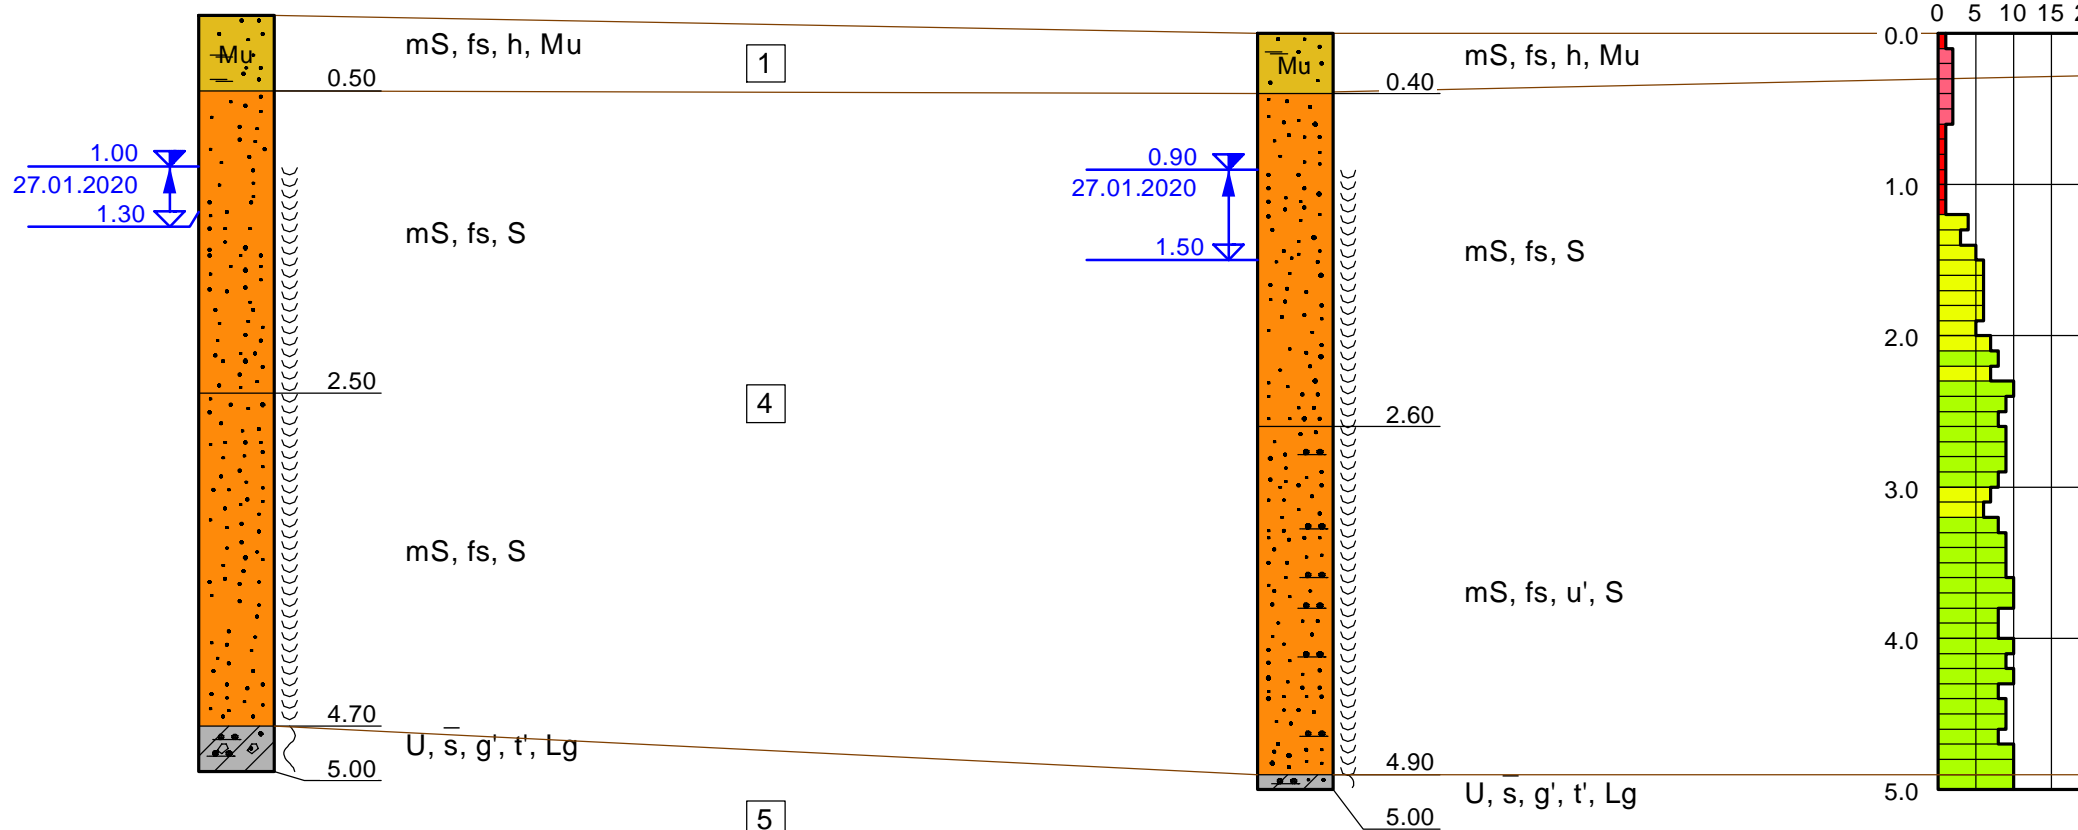 0 5 10 15
mS, fs, h, Mu
Mu
0.50
1
1.00
27.01.2020
1.30
mS, fs, S
2.50
4
mS, fs, S
4.70
U, s̄, g', t', Lg
5.00
5
Mu
mS, fs, h, Mu
0.40
0.90
27.01.2020
1.50
mS, fs, S
2.60
mS, fs, u', S
4.90
U, s̄, g', t', Lg
5.00
0.0
1.0
2.0
3.0
4.0
5.0